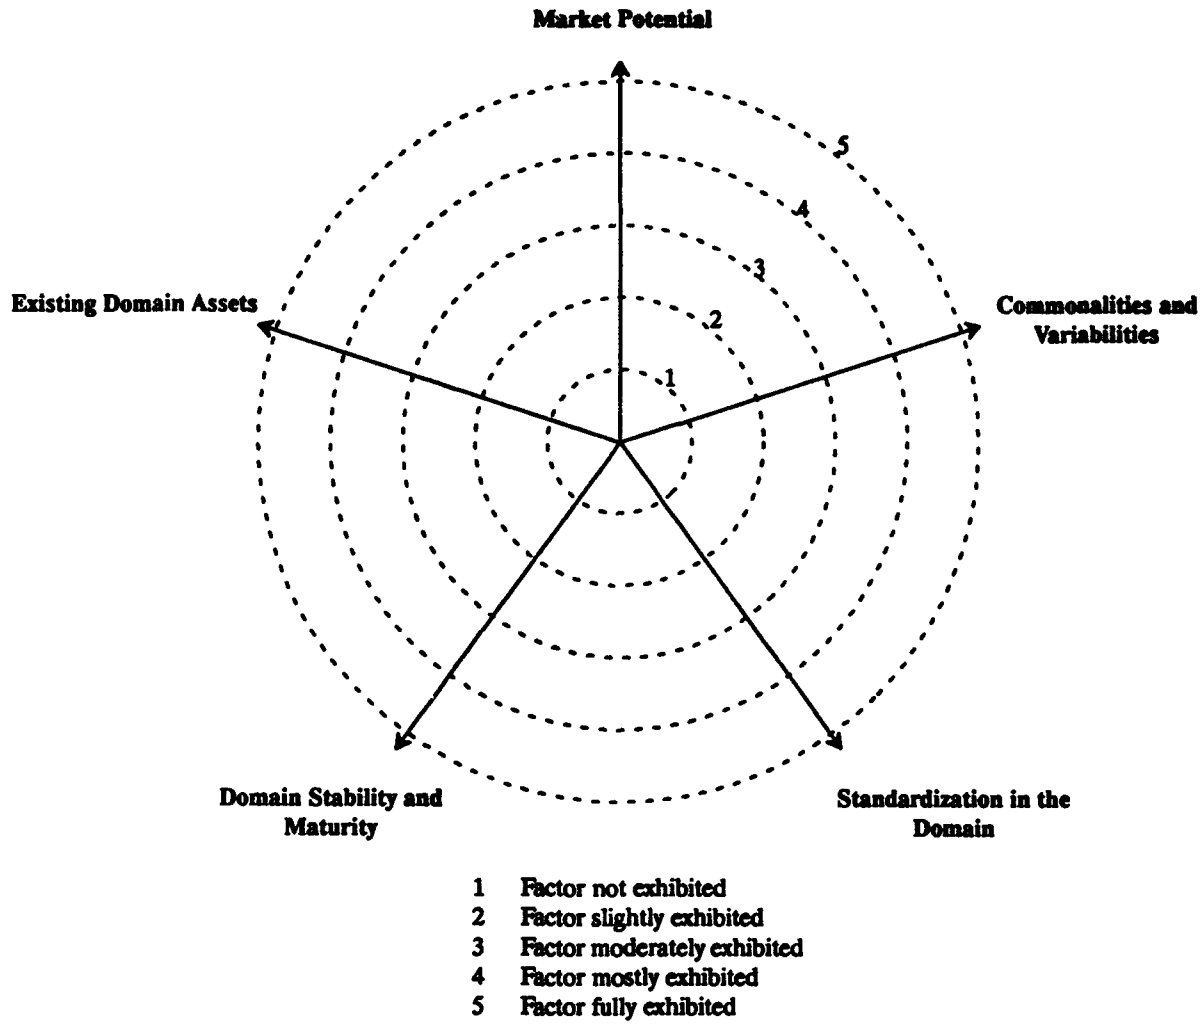 Market Potential
5
4
3
2
1
Existing Domain Assets
Commonalities and
Variabilities
Domain Stability and
Maturity
Standardization in the
Domain
1 Factor not exhibited
2 Factor slightly exhibited
3 Factor moderately exhibited
4 Factor mostly exhibited
5 Factor fully exhibited